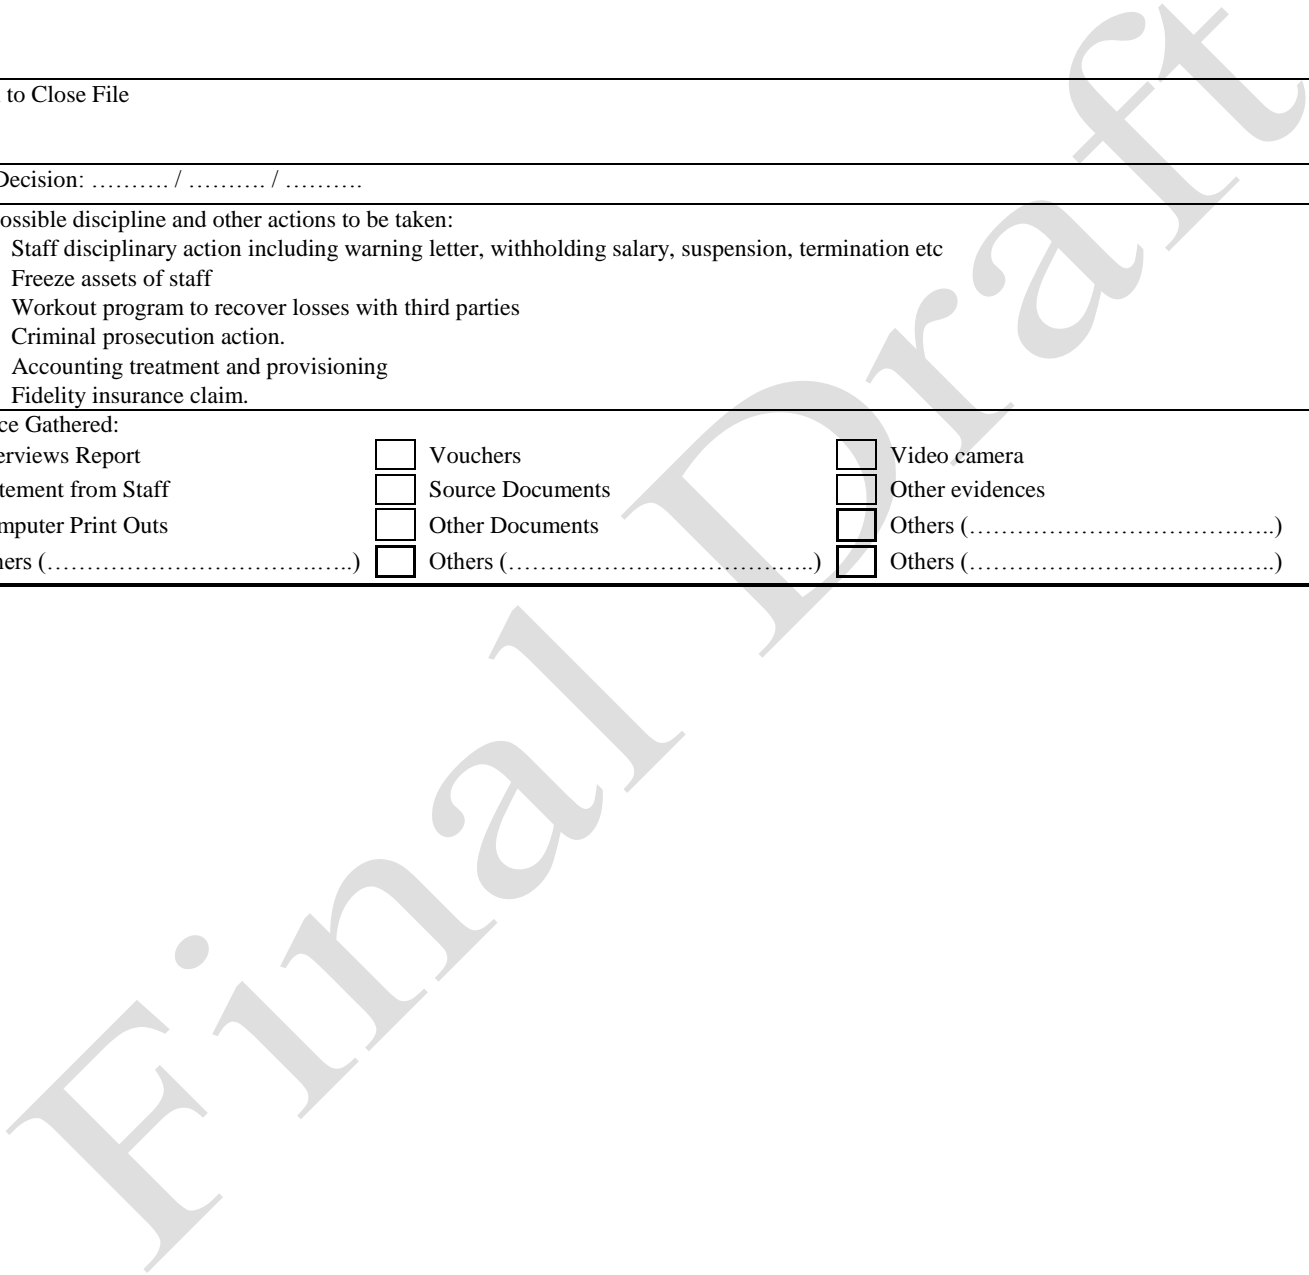 to Close File
Decision: ………. / ………. / ……….
ossible discipline and other actions to be taken:
Staff disciplinary action including warning letter, withholding salary, suspension, termination etc
Freeze assets of staff
Workout program to recover losses with third parties
Criminal prosecution action.
Accounting treatment and provisioning
Fidelity insurance claim.
ce Gathered:
erviews Report Vouchers Video camera
tement from Staff Source Documents Other evidences
mputer Print Outs Other Documents Others (……………………………….…..)
hers (……………………………….…..) Others (……………………………….…..) Others (……………………………….…..)
Final Draft